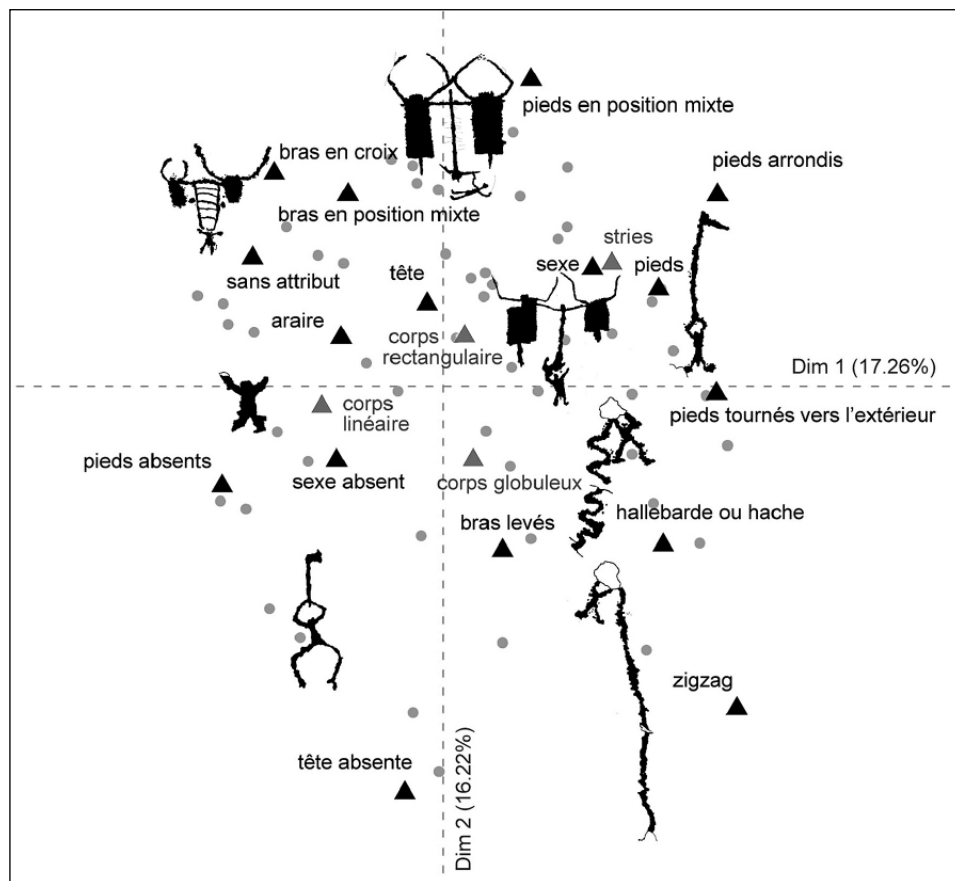 pieds en position mixte
bras en croix
pieds arrondis
bras en position mixte
stries
sans attribut
tête
sexe
pieds
araire
corps
rectangulaire
Dim 1 (17.26%)
corps
linéaire
pieds tournés vers l'extérieur
pieds absents
sexe absent
corps globuleux
bras levés
hallebarde ou hache
zigzag
tête absente
Dim 2 (16.22%)